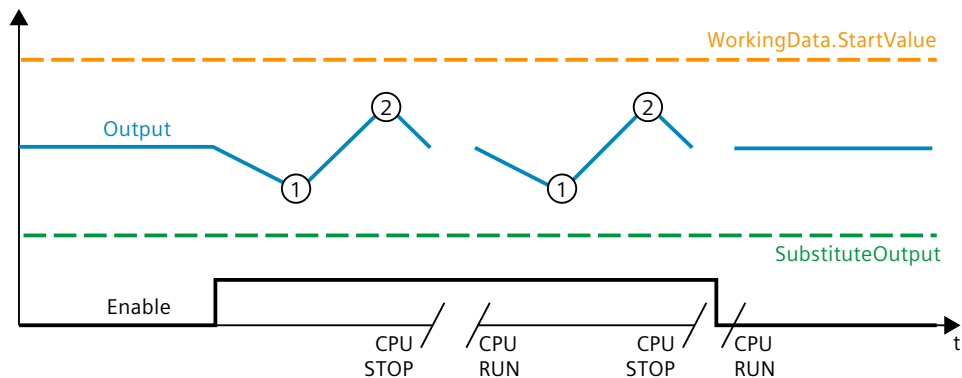 WorkingData.StartValue
Output
2
2
1
1
SubstituteOutput
Enable
t
CPU
STOP
CPU
RUN
CPU
STOP
CPU
RUN